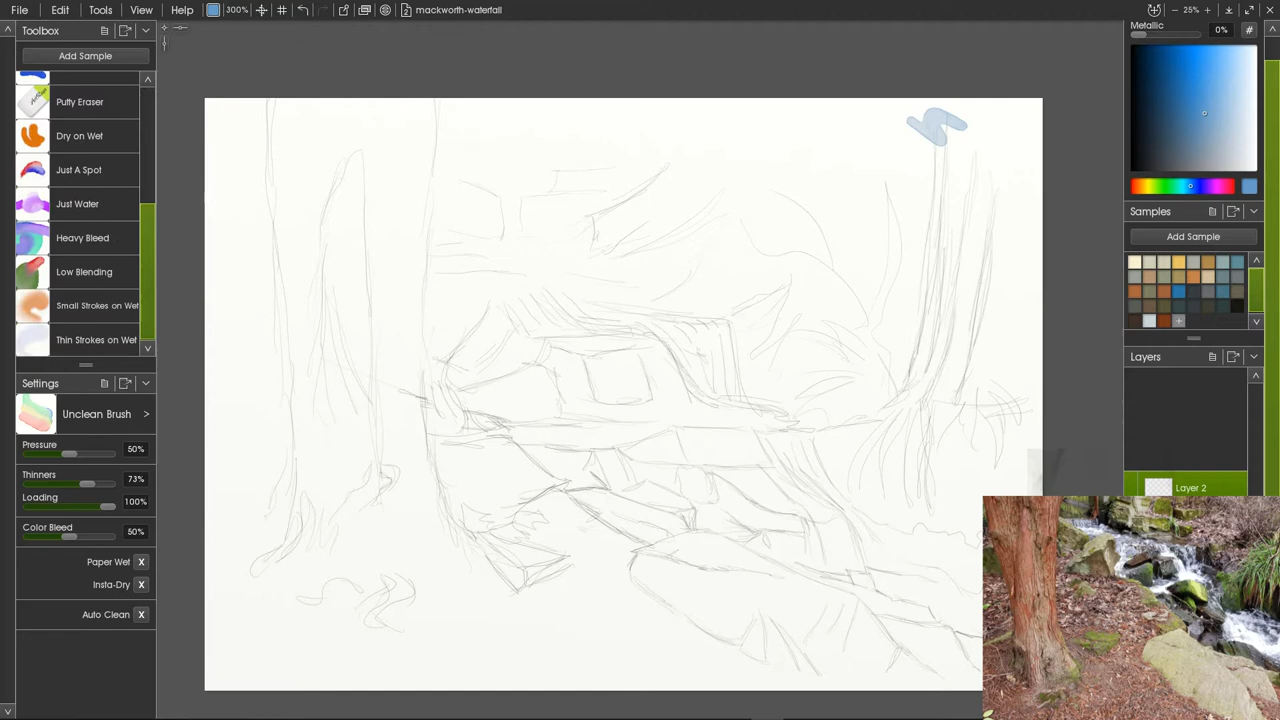 File Edit Tools View Help 300% mackworth-waterfall 25%
Toolbox
Add Sample
Putty Eraser
Dry on Wet
Just A Spot
Just Water
Heavy Bleed
Low Blending
Small Strokes on Wet
Thin Strokes on Wet
Settings
Unclean Brush >
Pressure 50%
Thinners 73%
Loading 100%
Color Bleed 50%
Paper Wet X
Insta-Dry X
Auto Clean X
Metallic 0% #
Samples
Add Sample
Layers
Layer 2